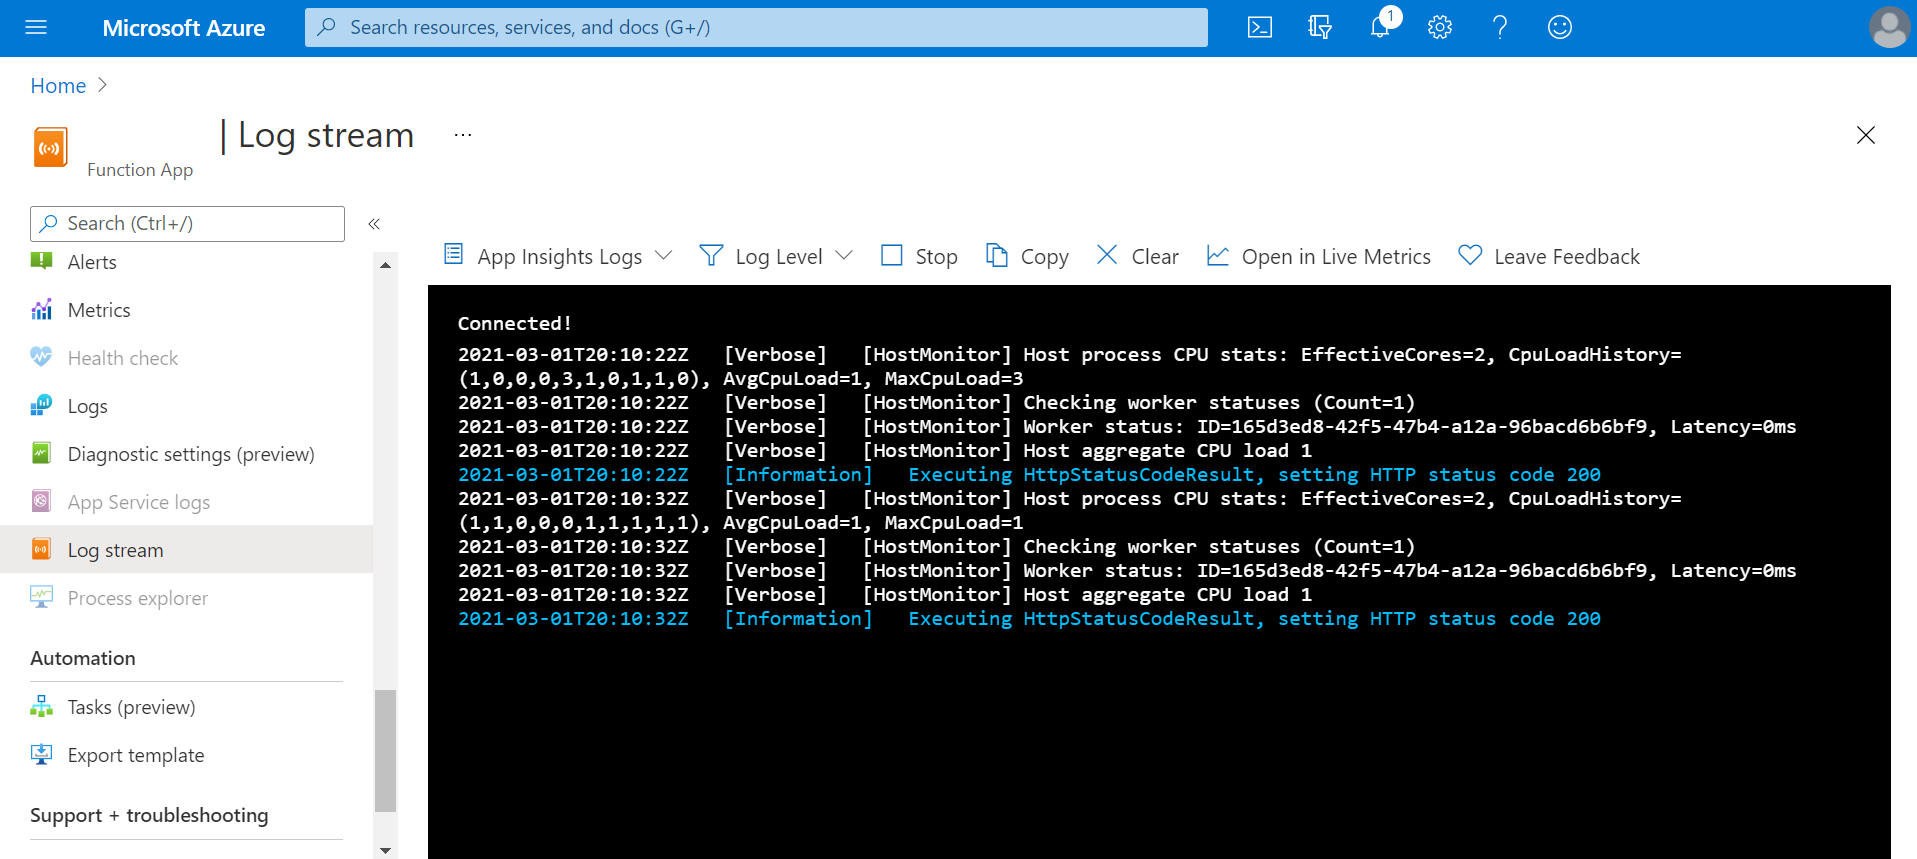 Microsoft Azure
Search resources, services, and docs (G+/)
1
Home
| Log stream ...
Function App
Search (Ctrl+/)
«
Alerts
Metrics
Health check
Logs
Diagnostic settings (preview)
App Service logs
Log stream
Process explorer
Automation
Tasks (preview)
Export template
Support + troubleshooting
App Insights Logs Log Level Stop Copy Clear Open in Live Metrics Leave Feedback
Connected!
2021-03-01T20:10:22Z [Verbose] [HostMonitor] Host process CPU stats: EffectiveCores=2, CpuLoadHistory=
(1,0,0,0,3,1,0,1,1,0), AvgCpuLoad=1, MaxCpuLoad=3
2021-03-01T20:10:22Z [Verbose] [HostMonitor] Checking worker statuses (Count=1)
2021-03-01T20:10:22Z [Verbose] [HostMonitor] Worker status: ID=165d3ed8-42f5-47b4-a12a-96bacd6b6bf9, Latency=0ms
2021-03-01T20:10:22Z [Verbose] [HostMonitor] Host aggregate CPU load 1
2021-03-01T20:10:22Z [Information] Executing HttpStatusCodeResult, setting HTTP status code 200
2021-03-01T20:10:32Z [Verbose] [HostMonitor] Host process CPU stats: EffectiveCores=2, CpuLoadHistory=
(1,1,0,0,0,1,1,1,1,1), AvgCpuLoad=1, MaxCpuLoad=1
2021-03-01T20:10:32Z [Verbose] [HostMonitor] Checking worker statuses (Count=1)
2021-03-01T20:10:32Z [Verbose] [HostMonitor] Worker status: ID=165d3ed8-42f5-47b4-a12a-96bacd6b6bf9, Latency=0ms
2021-03-01T20:10:32Z [Verbose] [HostMonitor] Host aggregate CPU load 1
2021-03-01T20:10:32Z [Information] Executing HttpStatusCodeResult, setting HTTP status code 200